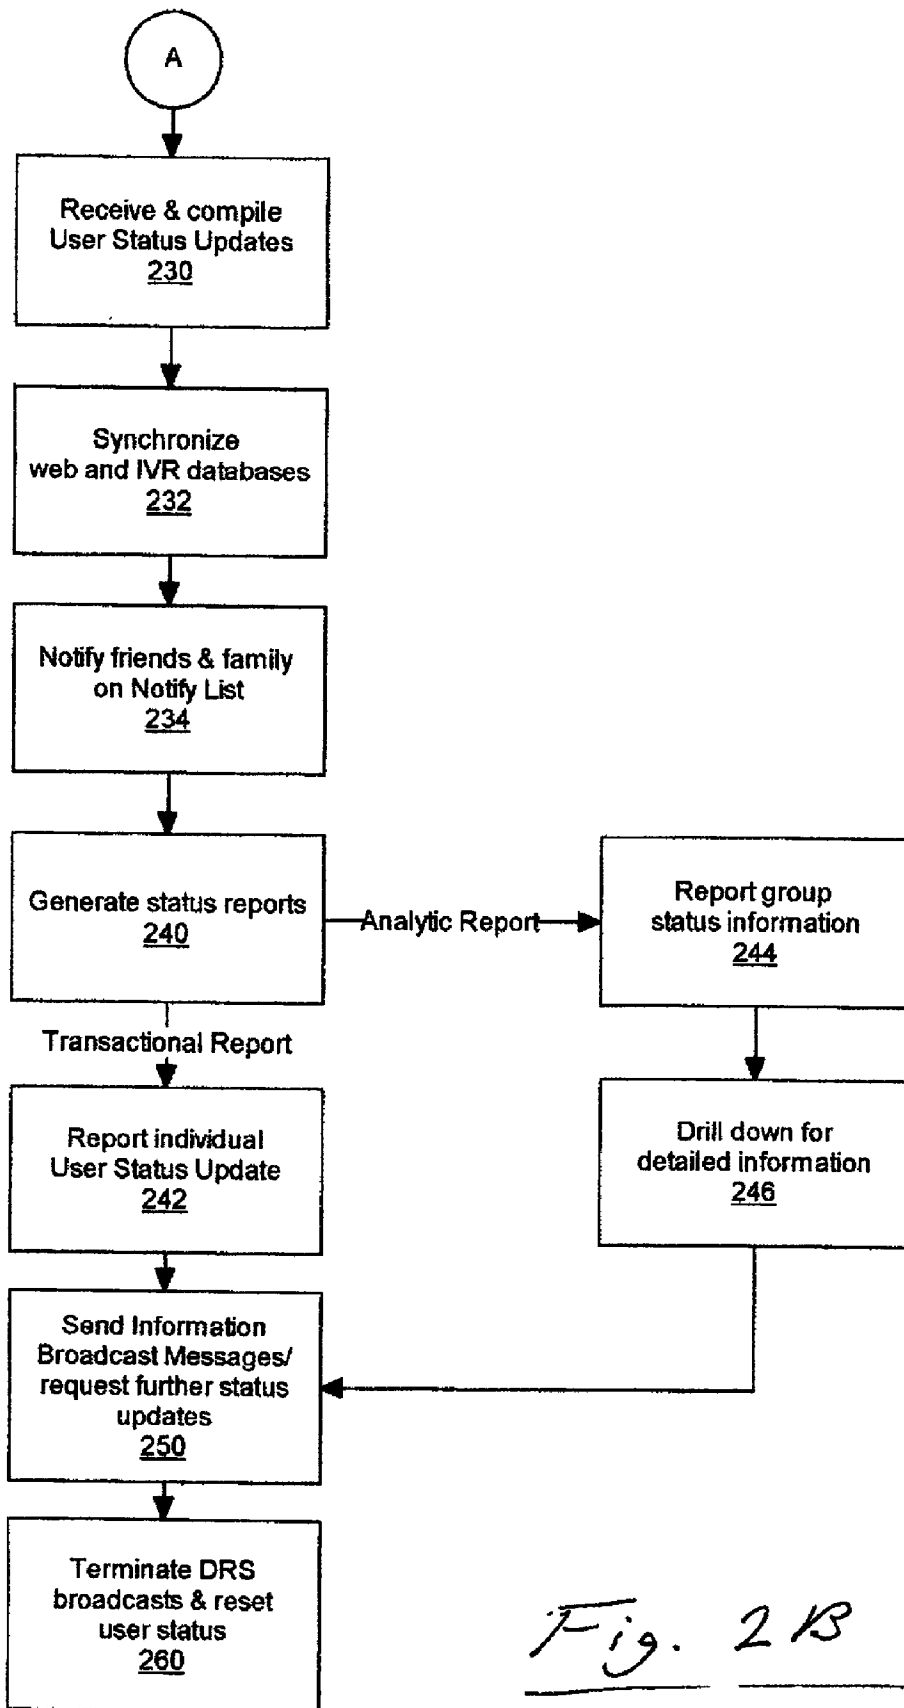 A
Receive & compile
User Status Updates
230
Synchronize
web and IVR databases
232
Notify friends & family
on Notify List
234
Generate status reports
240
Analytic Report
Report group
status information
244
Transactional Report
Report individual
User Status Update
242
Drill down for
detailed information
246
Send Information
Broadcast Messages/
request further status
updates
250
Terminate DRS
broadcasts & reset
user status
260
Fig. 2B